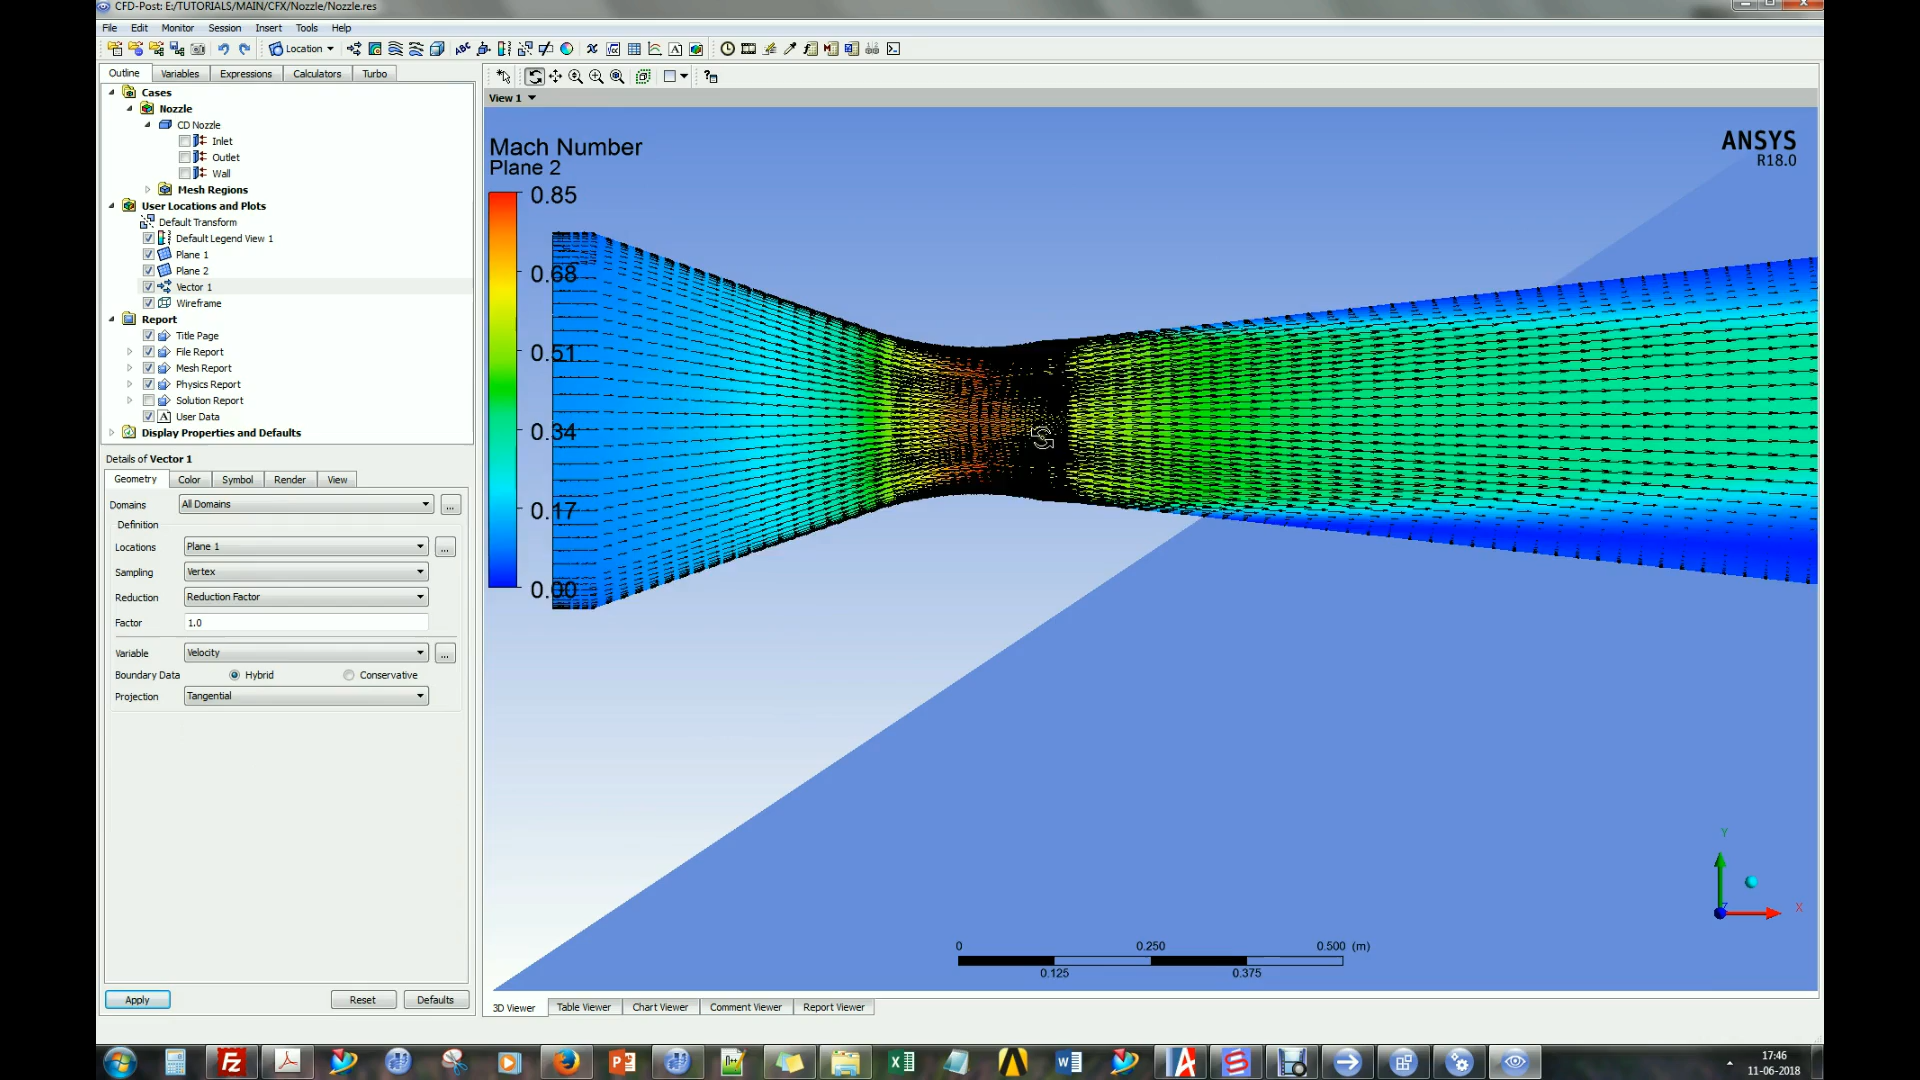 CFD-Post: E:/TUTORIALS/MAIN/CFX/Nozzle/Nozzle.res
File Edit Monitor Session Insert Tools Help
Location
Outline Variables Expressions Calculators Turbo
Cases
Nozzle
CD Nozzle
Inlet
Outlet
Wall
Mesh Regions
User Locations and Plots
Default Transform
Default Legend View 1
Plane 1
Plane 2
Vector 1
Wireframe
Report
Title Page
File Report
Mesh Report
Physics Report
Solution Report
User Data
Display Properties and Defaults
Details of Vector 1
Geometry Color Symbol Render View
Domains All Domains ...
Definition
Locations Plane 1 ...
Sampling Vertex
Reduction Reduction Factor
Factor 1.0
Variable Velocity ...
Boundary Data Hybrid Conservative
Projection Tangential
Apply Reset Defaults
View 1
Mach Number
Plane 2
0.85
0.68
0.51
0.34
0.17
0.00
ANSYS
R18.0
Y
Z X
0 0.250 0.500 (m)
0.125 0.375
3D Viewer Table Viewer Chart Viewer Comment Viewer Report Viewer
17:46
11-06-2018